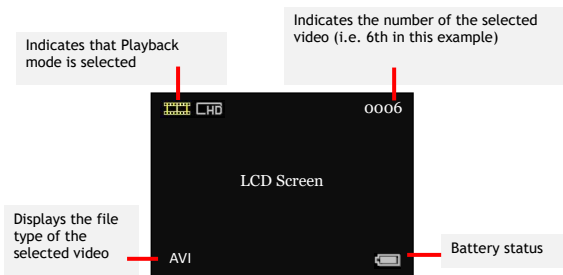 Indicates the number of the selected
video (i.e. 6th in this example)
Indicates that Playback
mode is selected
HD
0006
LCD Screen
Displays the file
type of the
selected video
AVI
Battery status